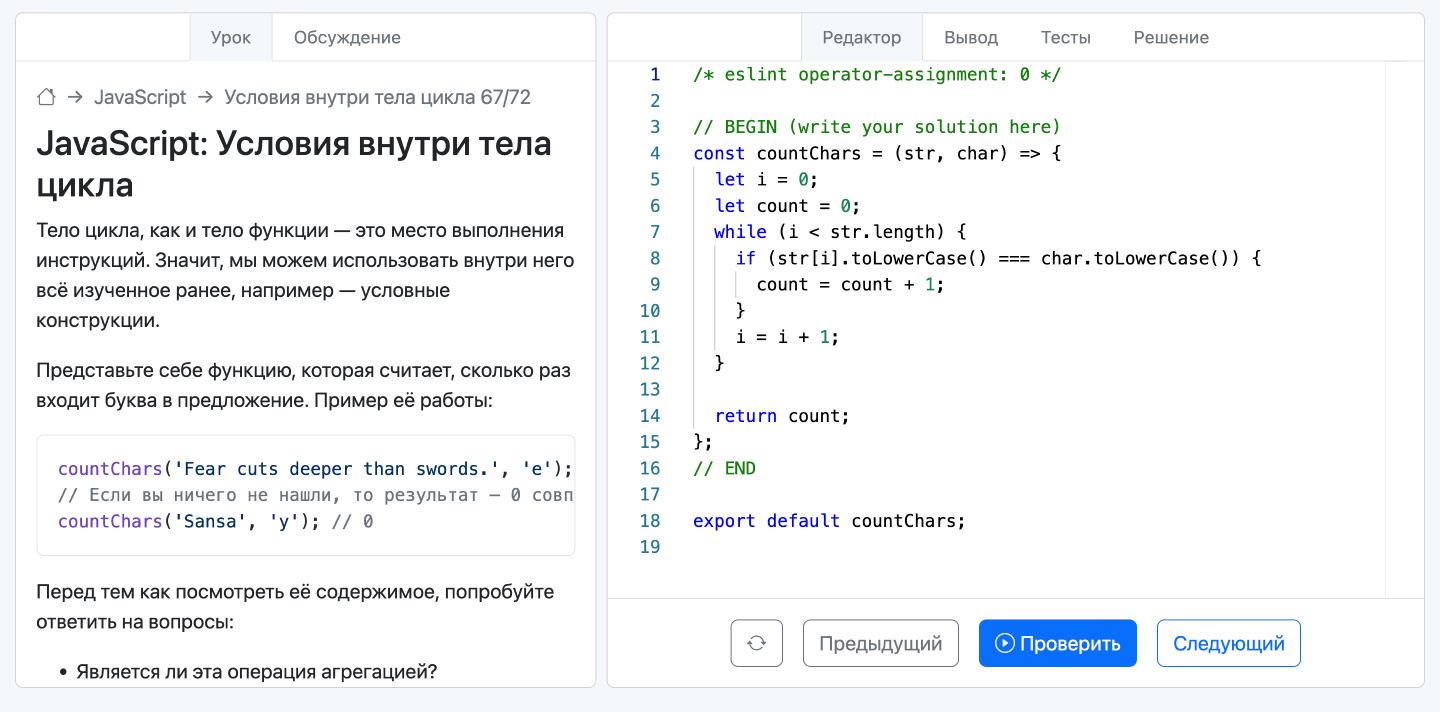 Урок
Обсуждение
JavaScript
Условия внутри тела цикла 67/72
JavaScript: Условия внутри тела
цикла
Тело цикла, как и тело функции — это место выполнения
инструкций. Значит, мы можем использовать внутри него
всё изученное ранее, например — условные
конструкции.
Представьте себе функцию, которая считает, сколько раз
входит буква в предложение. Пример её работы:
countChars('Fear cuts deeper than swords.', 'e');
// Если вы ничего не нашли, то результат — 0 совп
countChars('Sansa', 'y'); // 0
Перед тем как посмотреть её содержимое, попробуйте
ответить на вопросы:
• Является ли эта операция агрегацией?
Редактор
Вывод
Тесты
Решение
1 /* eslint operator-assignment: 0 */
2
3 // BEGIN (write your solution here)
4 const countChars = (str, char) => {
5 let i = 0;
6 let count = 0;
7 while (i < str.length) {
8 if (str[i].toLowerCase() === char.toLowerCase()) {
9 count = count + 1;
10 }
11 i = i + 1;
12 }
13
14 return count;
15 };
16 // END
17
18 export default countChars;
19
Предыдущий
Проверить
Следующий